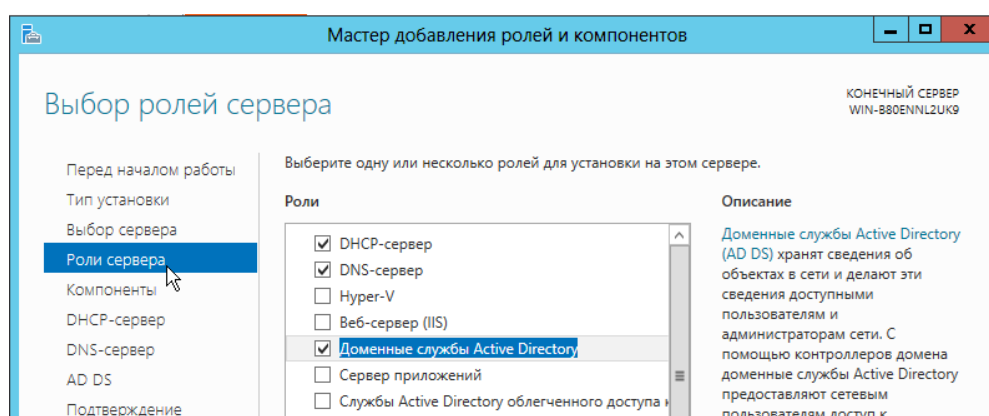 Мастер добавления ролей и компонентов
Выбор ролей сервера
КОНЕЧНЫЙ СЕРВЕР
WIN-B80ENNL2UK9
Перед началом работы
Тип установки
Выбор сервера
Роли сервера
Компоненты
DHCP-сервер
DNS-сервер
AD DS
Подтверждение
Выберите одну или несколько ролей для установки на этом сервере.
Роли
DHCP-сервер
DNS-сервер
Hyper-V
Веб-сервер (IIS)
Доменные службы Active Directory
Сервер приложений
Службы Active Directory облегченного доступа к
Описание
Доменные службы Active Directory
(AD DS) хранят сведения об
объектах в сети и делают эти
сведения доступными
пользователям и
администраторам сети. С
помощью контроллеров домена
доменные службы Active Directory
предоставляют сетевым
пользователям доступ к